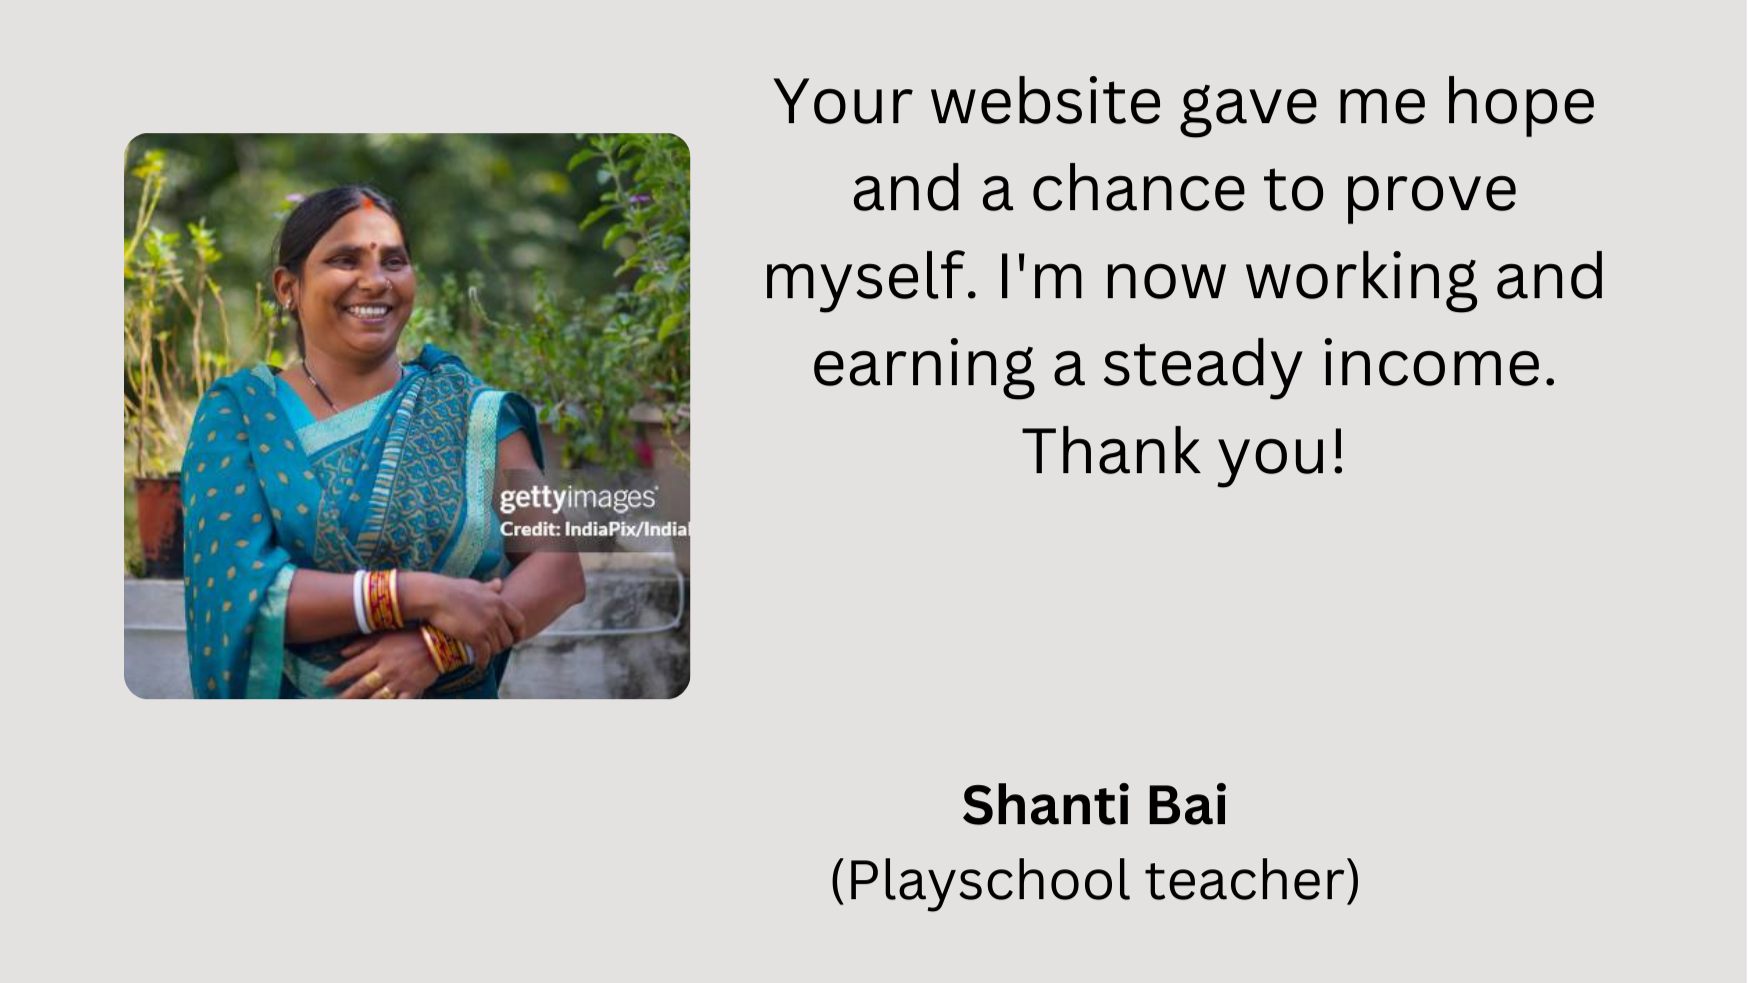 Your website gave me hope
and a chance to prove
myself. I'm now working and
earning a steady income.
Thank you!
gettyimages®
Credit: IndiaPix/India
Shanti Bai
(Playschool teacher)